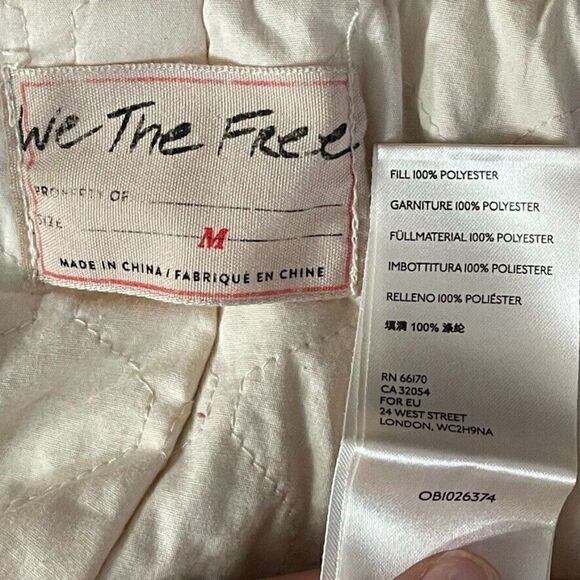 We The Free
PROPERTY OF
SIZE M
MADE IN CHINA / FABRIQUÉ EN CHINE
FILL 100% POLYESTER
GARNITURE 100% POLYESTER
FÜLLMATERIAL 100% POLYESTER
IMBOTTITURA 100% POLIESTERE
RELLENO 100% POLIÉSTER
填满 100% 涤纶
RN 66170
CA 32054
FOR EU
24 WEST STREET
LONDON, WC2H9NA
OB1026374